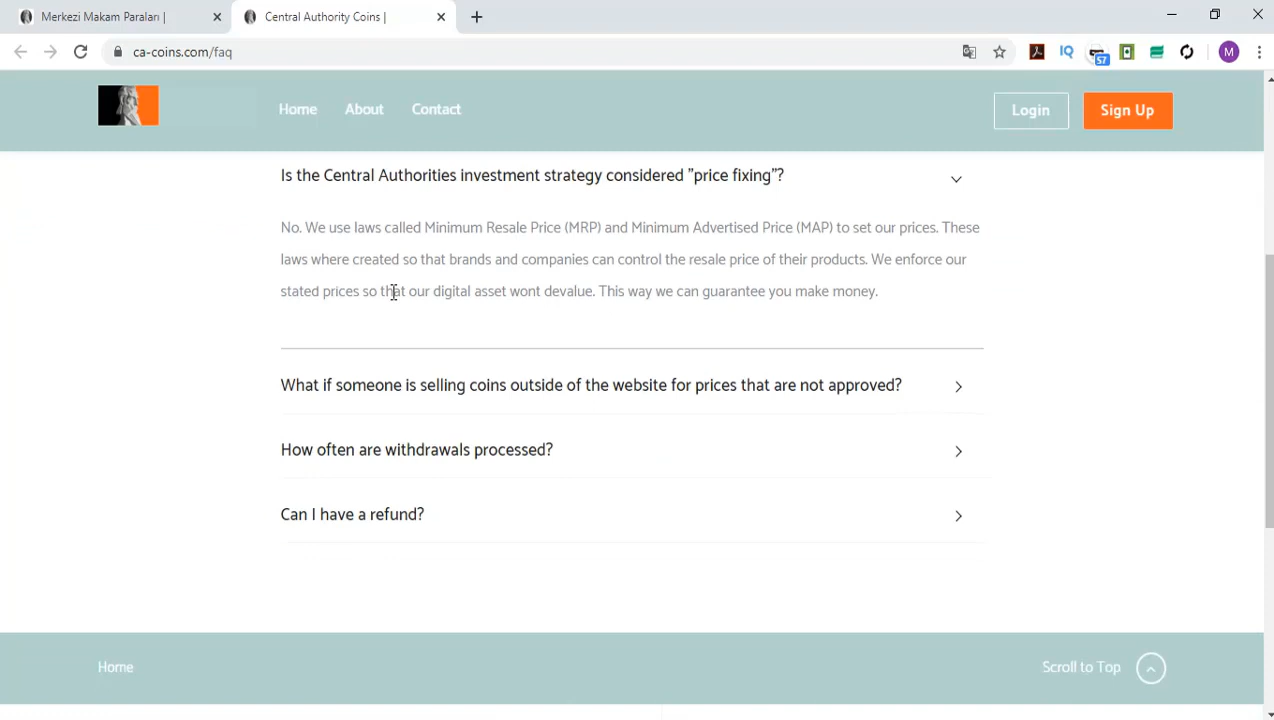 Merkezi Makam Paraları |
Central Authority Coins |
ca-coins.com/faq
57
M
Home
About
Contact
Login
Sign Up
Is the Central Authorities investment strategy considered ”price fixing”?
No. We use laws called Minimum Resale Price (MRP) and Minimum Advertised Price (MAP) to set our prices. These
laws where created so that brands and companies can control the resale price of their products. We enforce our
stated prices so that our digital asset wont devalue. This way we can guarantee you make money.
What if someone is selling coins outside of the website for prices that are not approved?
How often are withdrawals processed?
Can I have a refund?
Home
Scroll to Top